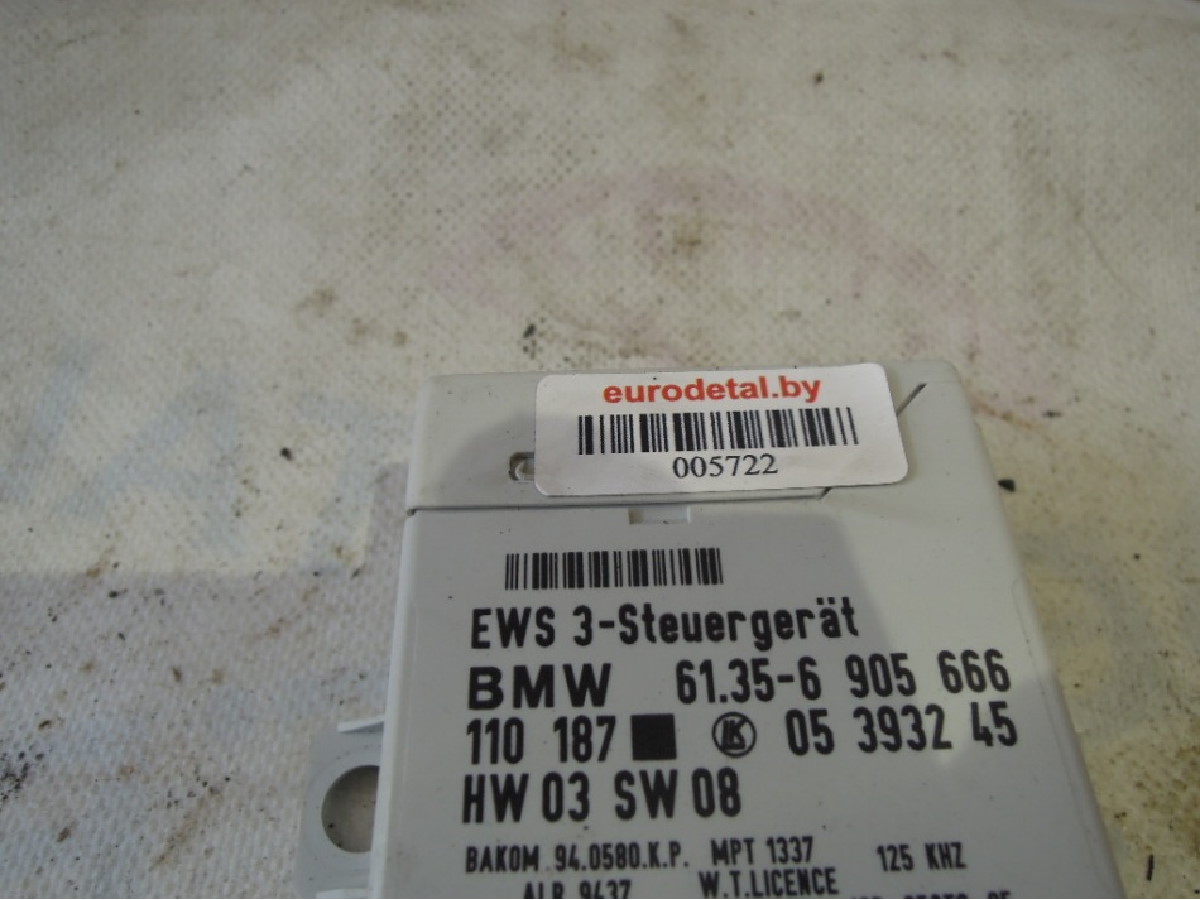 eurodetal.by
005722
EWS 3-Steuergerät
BMW 61.35-6 905 666
110 187 05 3932 45
HW 03 SW 08
BAKOM 94.0580.K.P. MPT 1337 125 KHZ
W.T.LICENCE